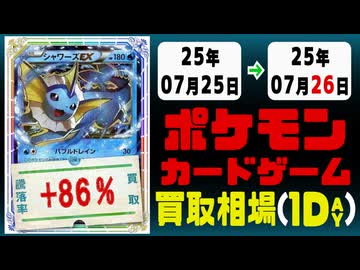 シャワーズEX
180
バブルドレイン 30
騰落率
+86%
買取
25年
07月25日
25年
07月26日
ポケモン
カードゲーム
買取相場(1D)